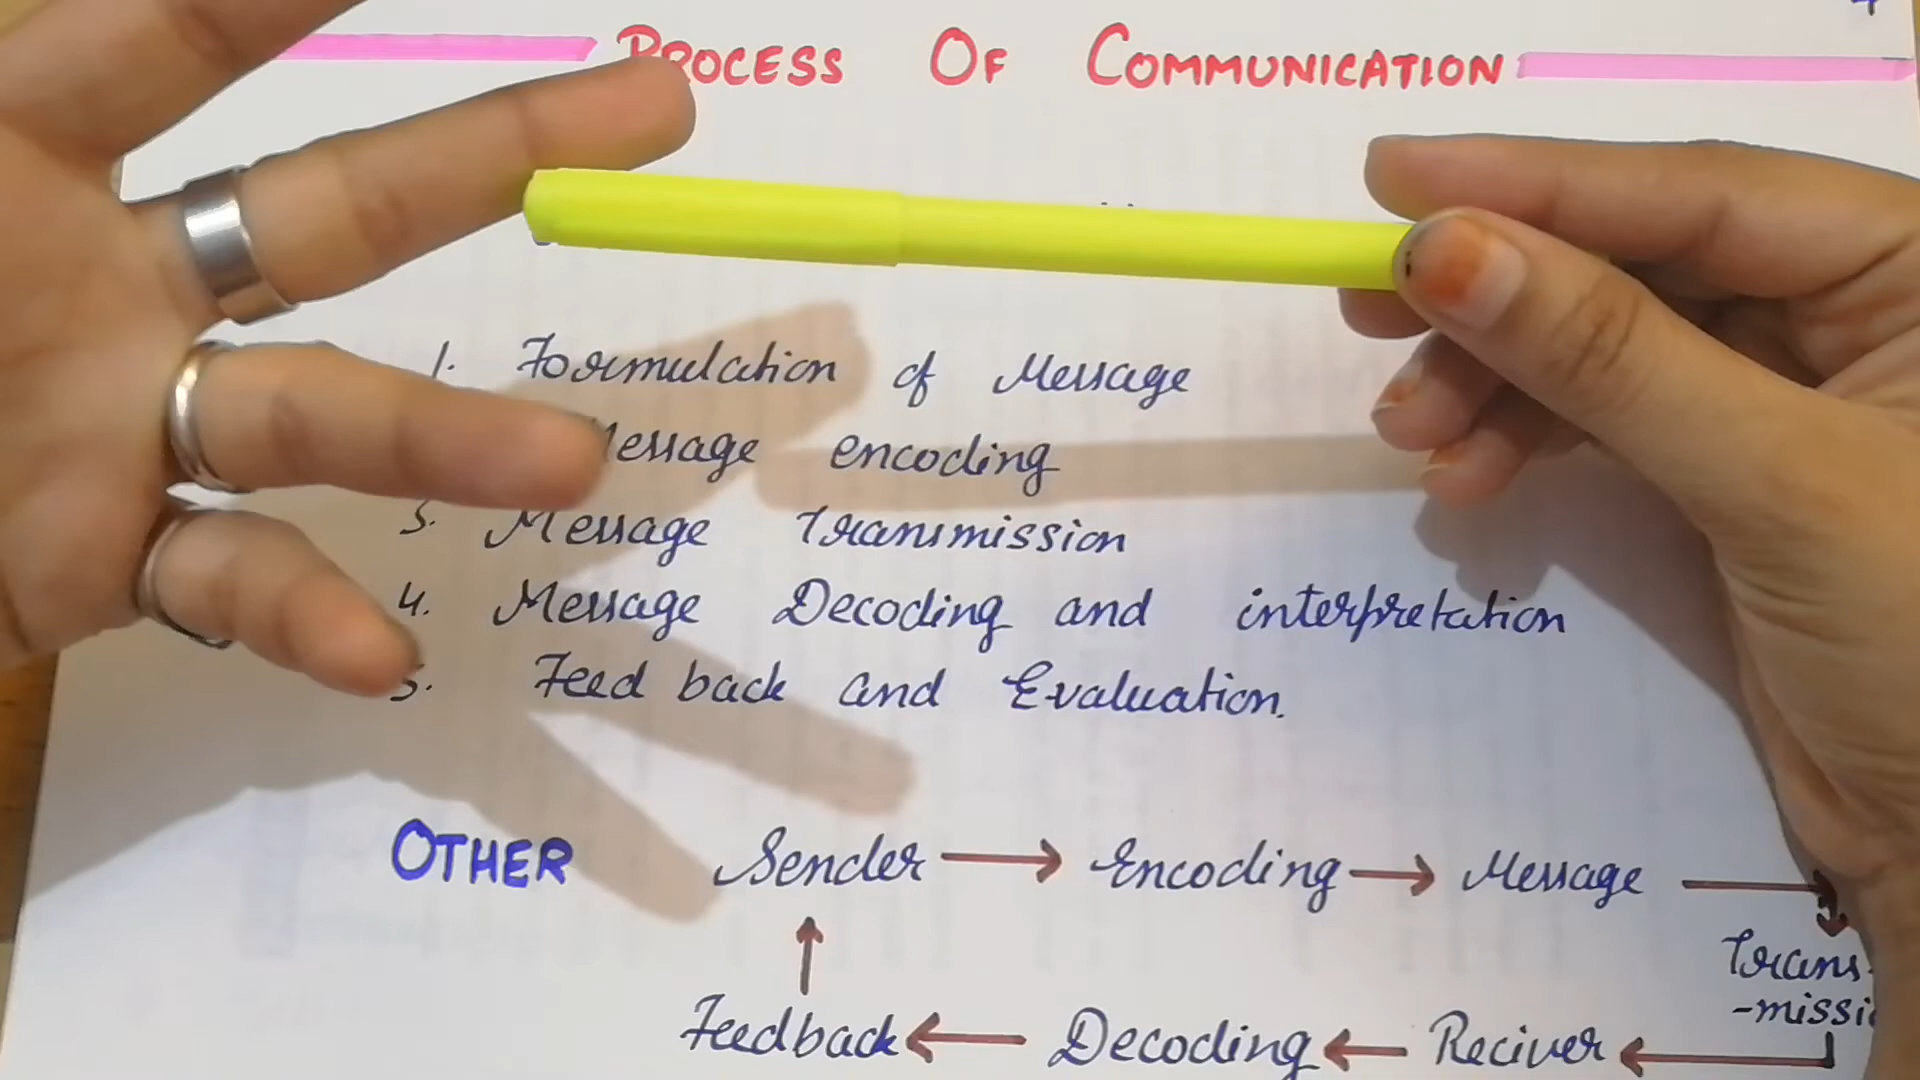 PROCESS OF COMMUNICATION
1. Formulation of Message
Message encoding
3. Message Transmission
4. Message Decoding and interpretation
5. Feed back and Evaluation.
OTHER Sender → Encoding → Message →
Trans-
-missi
Feedback ← Decoding ← Reciver ←